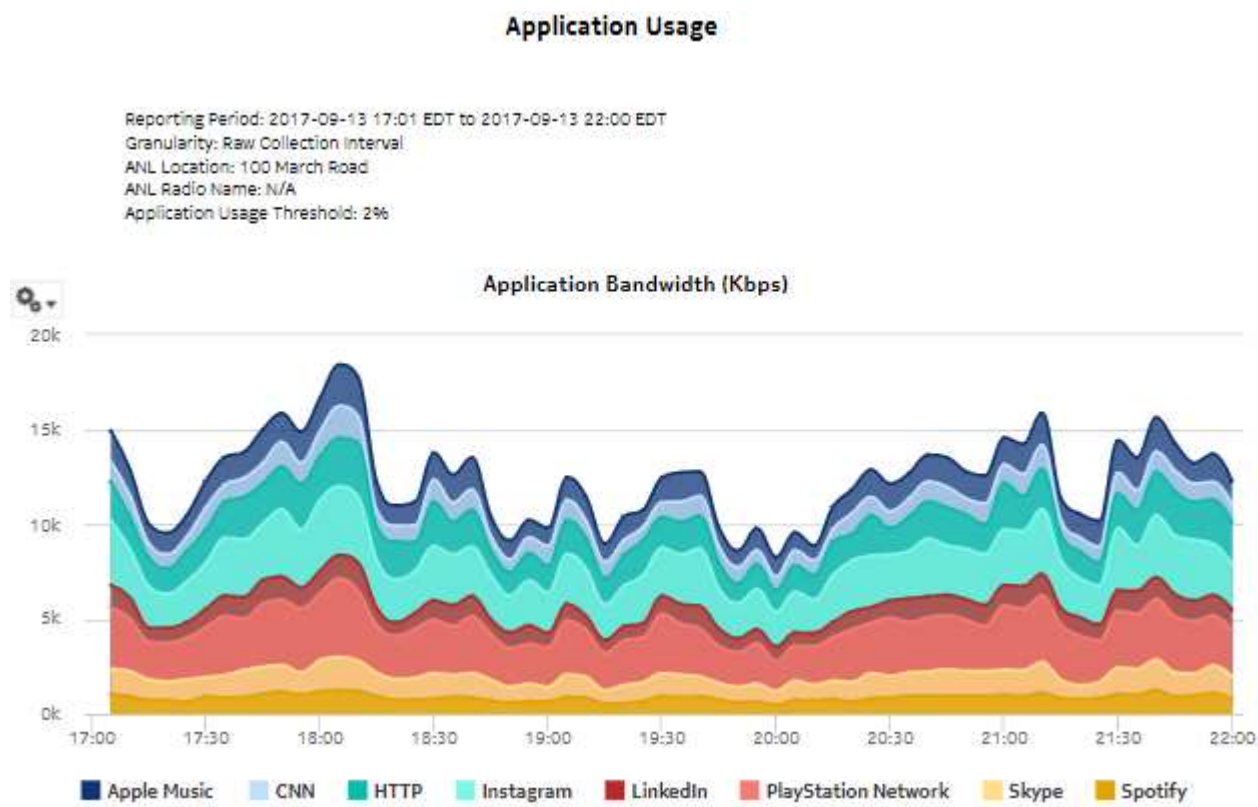 Application Usage
Reporting Period: 2017-09-13 17:01 EDT to 2017-09-13 22:00 EDT
Granularity: Raw Collection Interval
ANL Location: 100 March Road
ANL Radio Name: N/A
Application Usage Threshold: 2%
Application Bandwidth (Kbps)
20k
15k
10k
5k
0k
17:00 17:30 18:00 18:30 19:00 19:30 20:00 20:30 21:00 21:30 22:00
Apple Music CNN HTTP Instagram LinkedIn PlayStation Network Skype Spotify